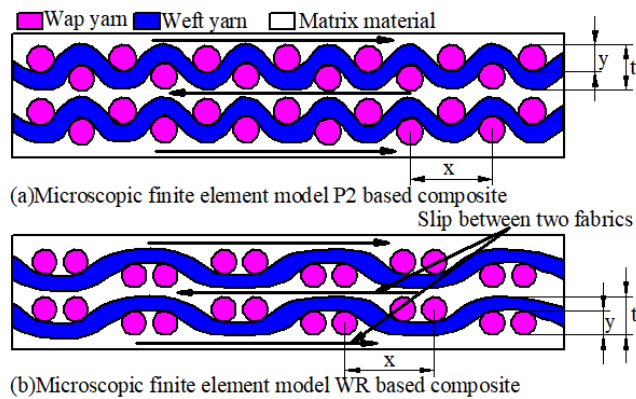 Wap yarn Weft yarn Matrix material
y t
x
(a)Microscopic finite element model P2 based composite
Slip between two fabrics
y t
x
(b)Microscopic finite element model WR based composite